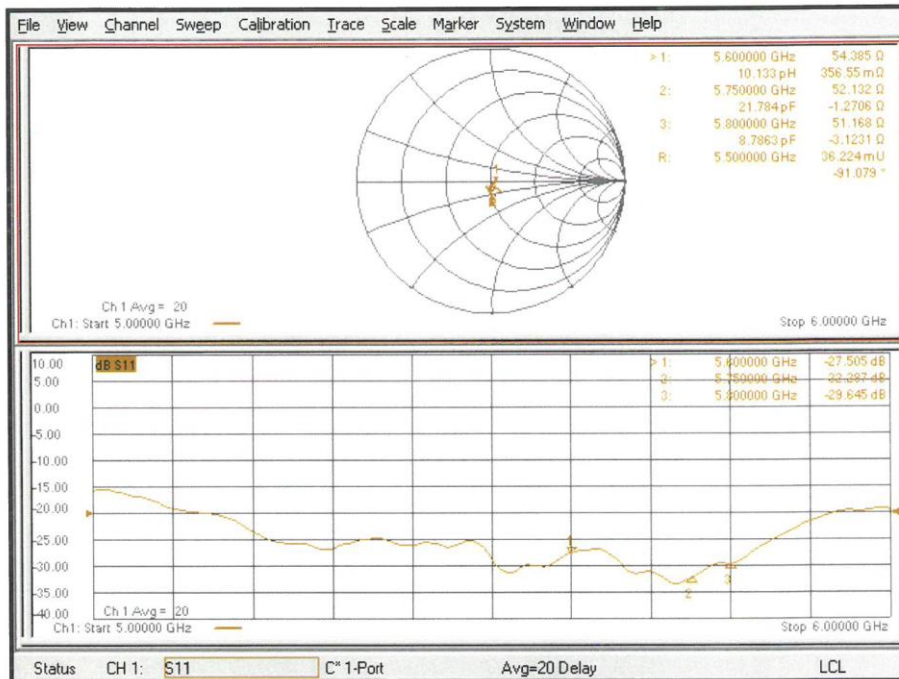 File View Channel Sweep Calibration Trace Scale Marker System Window Help
> 1: 5.600000 GHz 54.385 Ω
10.133 pH 356.55 mΩ
2: 5.750000 GHz 52.132 Ω
21.784 pF -1.2706 Ω
3: 5.800000 GHz 51.168 Ω
8.7863 pF -3.1231 Ω
R: 5.500000 GHz 36.224 mU
-91.079 °
Ch 1 Avg = 20
Ch1: Start 5.00000 GHz
Stop 6.00000 GHz
10.00 dB S11
> 1: 5.600000 GHz -27.505 dB
5.00
2: 5.750000 GHz -32.387 dB
3: 5.800000 GHz -29.645 dB
0.00
-5.00
-10.00
-15.00
-20.00
-25.00
1
-30.00
2
3
-35.00
-40.00
Ch 1 Avg = 20
Ch1: Start 5.00000 GHz
Stop 6.00000 GHz
Status CH 1: S11 C* 1-Port Avg=20 Delay LCL